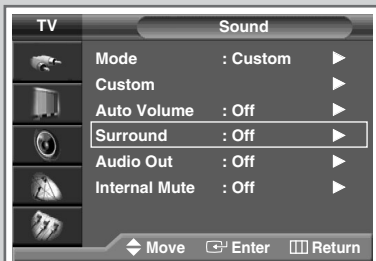 TV Sound
Mode : Custom
Custom
Auto Volume : Off
Surround : Off
Audio Out : Off
Internal Mute : Off
Move Enter Return